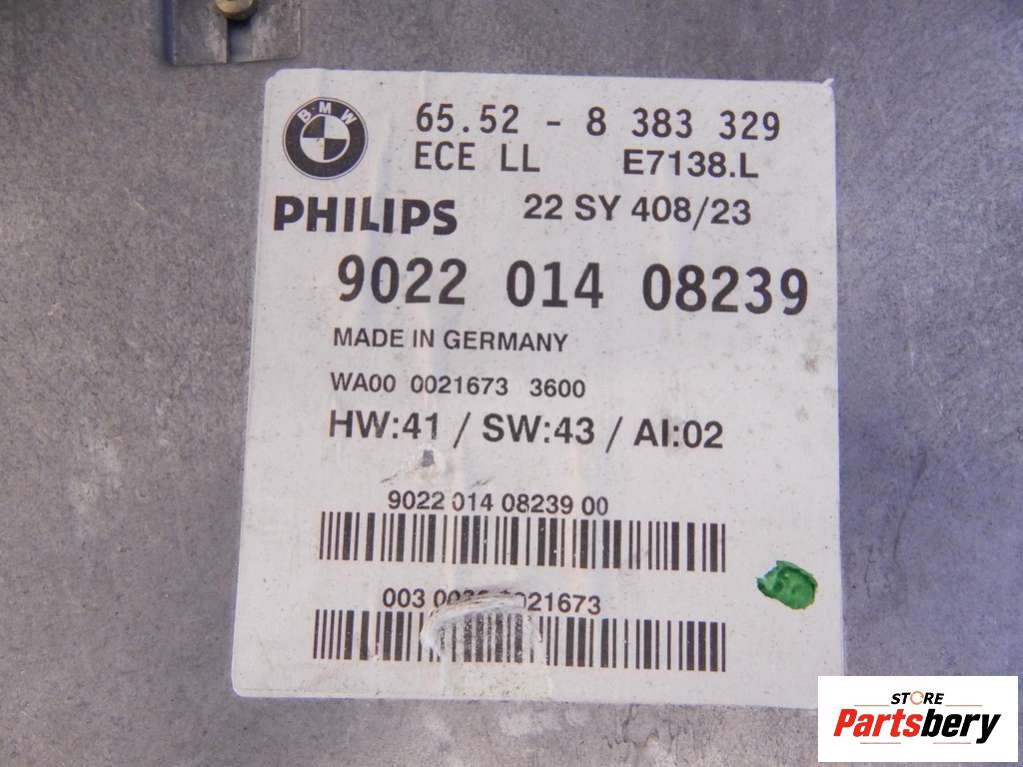 BMW
65.52 - 8 383 329
ECE LL E7138.L
PHILIPS 22 SY 408/23
9022 014 08239
MADE IN GERMANY
WA00 0021673 3600
HW:41 / SW:43 / AI:02
9022 014 08239 00
003 0021673
STORE
Partsbery